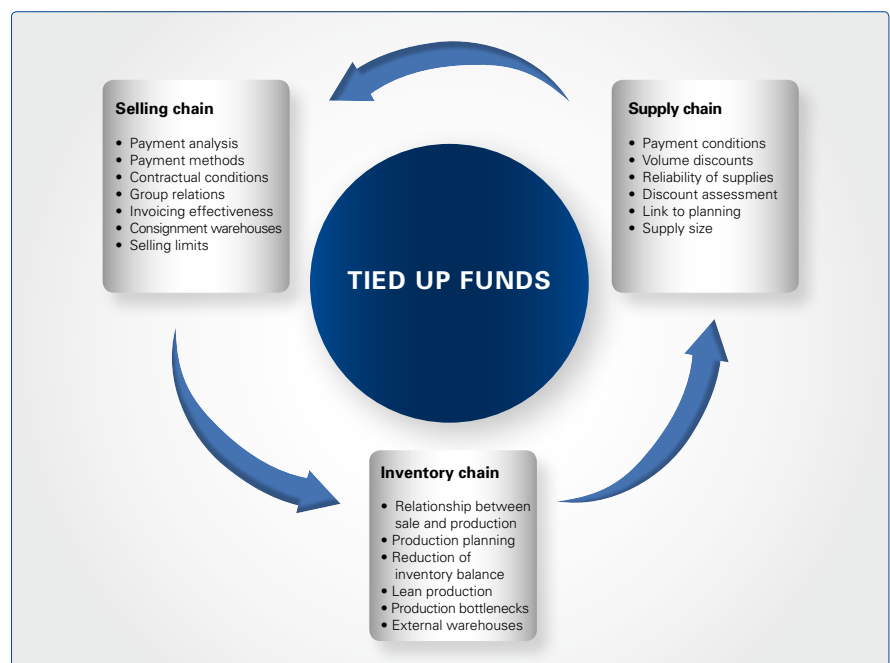 Selling chain
• Payment analysis
• Payment methods
• Contractual conditions
• Group relations
• Invoicing effectiveness
• Consignment warehouses
• Selling limits
Supply chain
• Payment conditions
• Volume discounts
• Reliability of supplies
• Discount assessment
• Link to planning
• Supply size
TIED UP FUNDS
Inventory chain
• Relationship between
sale and production
• Production planning
• Reduction of
inventory balance
• Lean production
• Production bottlenecks
• External warehouses